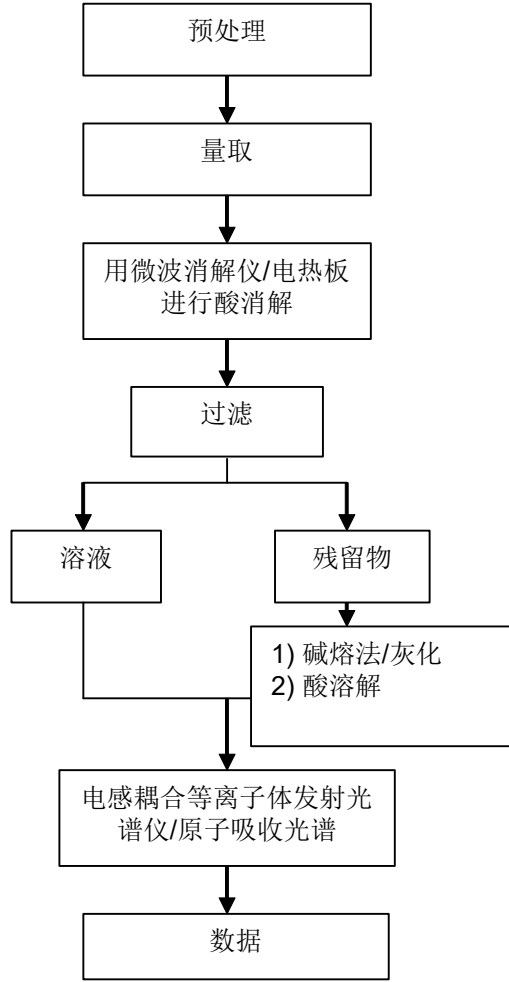 预处理
量取
用微波消解仪/电热板
进行酸消解
过滤
溶液
残留物
1) 碱熔法/灰化
2) 酸溶解
电感耦合等离子体发射光
谱仪/原子吸收光谱
数据